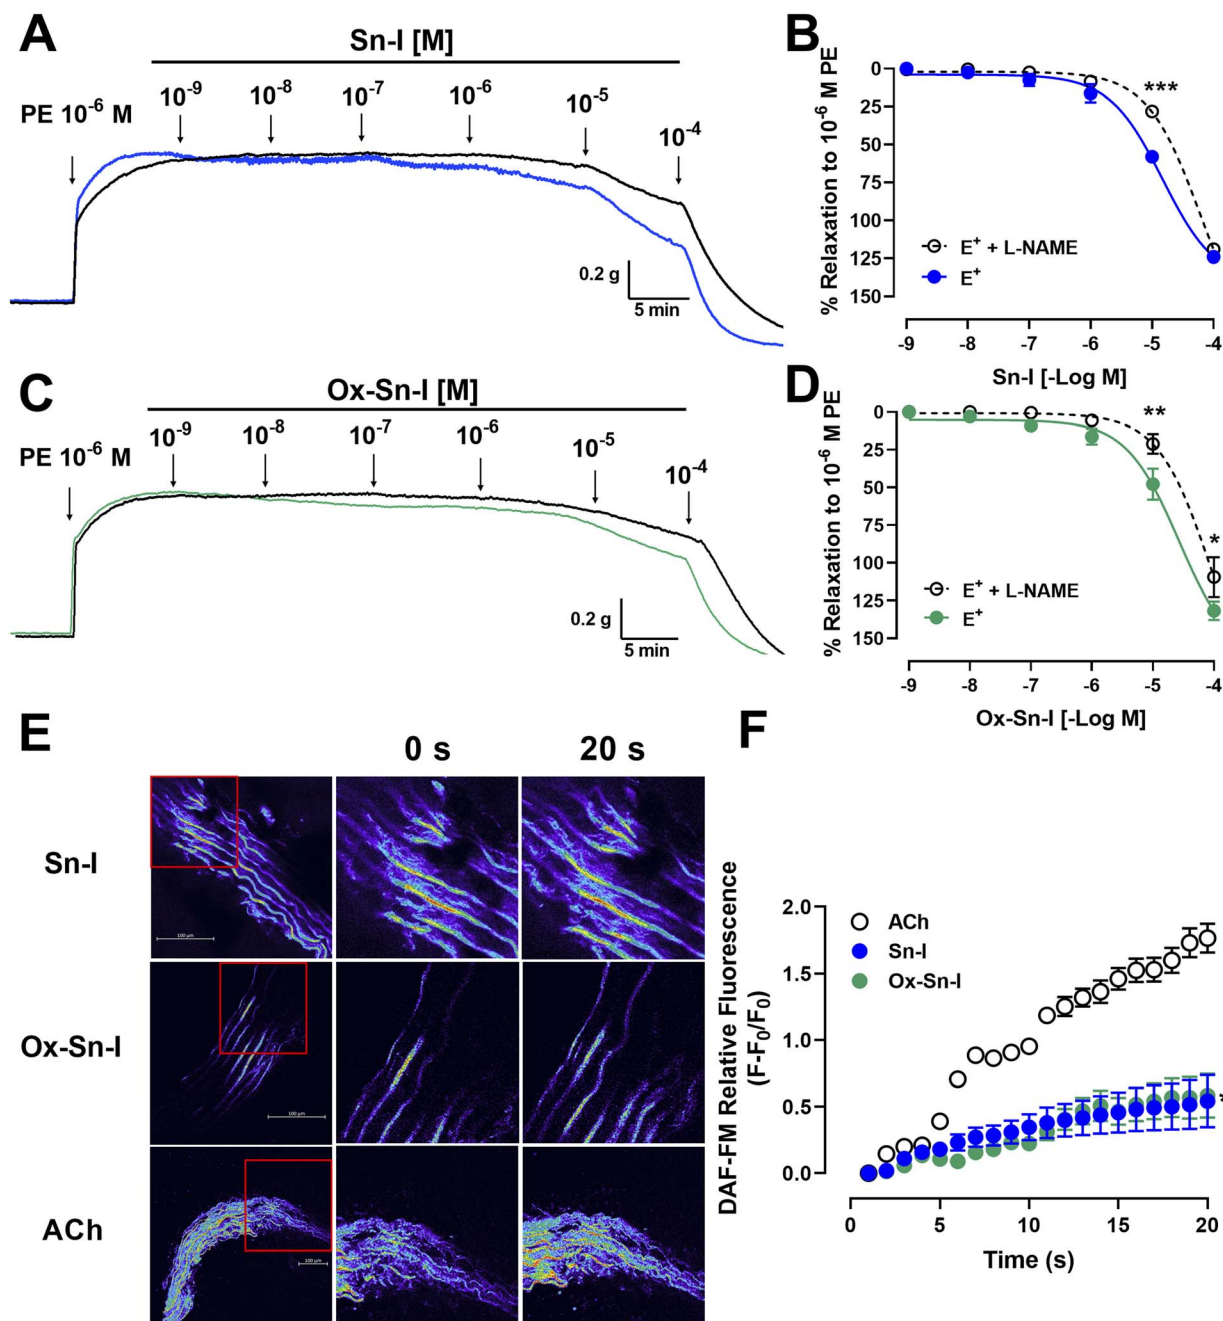 A
Sn-I [M]
PE 10⁻⁶ M
10⁻⁹
10⁻⁸
10⁻⁷
10⁻⁶
10⁻⁵
10⁻⁴
0.2 g
5 min
B
% Relaxation to 10⁻⁶ M PE
0
25
50
75
100
125
150
***
E⁺ + L-NAME
E⁺
-9 -8 -7 -6 -5 -4
Sn-I [-Log M]
C
Ox-Sn-I [M]
PE 10⁻⁶ M
10⁻⁹
10⁻⁸
10⁻⁷
10⁻⁶
10⁻⁵
10⁻⁴
0.2 g
5 min
D
% Relaxation to 10⁻⁶ M PE
0
25
50
75
100
125
150
**
*
E⁺ + L-NAME
E⁺
-9 -8 -7 -6 -5 -4
Ox-Sn-I [-Log M]
E
0 s
20 s
Sn-I
100 µm
Ox-Sn-I
100 µm
ACh
100 µm
F
DAF-FM Relative Fluorescence
(F-F₀/F₀)
2.0
1.5
1.0
0.5
0.0
ACh
Sn-I
Ox-Sn-I
*
0 5 10 15 20
Time (s)